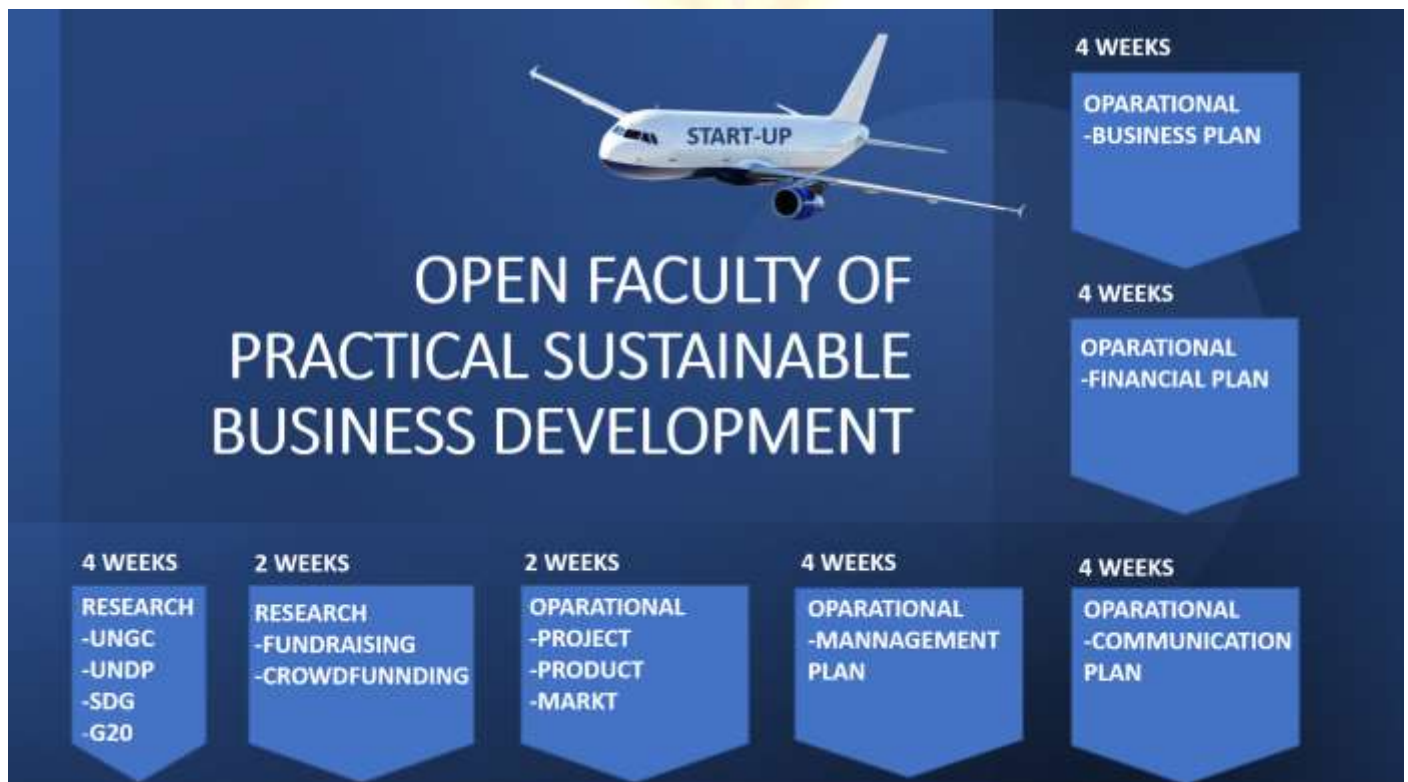 START-UP
OPEN FACULTY OF
PRACTICAL SUSTAINABLE
BUSINESS DEVELOPMENT
4 WEEKS
OPARATIONAL
-BUSINESS PLAN
4 WEEKS
OPARATIONAL
-FINANCIAL PLAN
4 WEEKS
RESEARCH
-UNGC
-UNDP
-SDG
-G20
2 WEEKS
RESEARCH
-FUNDRAISING
-CROWDFUNNDING
2 WEEKS
OPARATIONAL
-PROJECT
-PRODUCT
-MARKT
4 WEEKS
OPARATIONAL
-MANNAGEMENT
PLAN
4 WEEKS
OPARATIONAL
-COMMUNICATION
PLAN